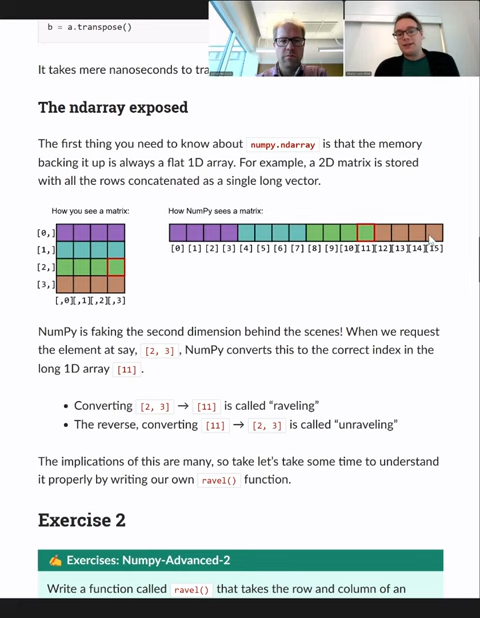 b = a.transpose()
It takes mere nanoseconds to tra
The ndarray exposed
The first thing you need to know about numpy.ndarray is that the memory
backing it up is always a flat 1D array. For example, a 2D matrix is stored
with all the rows concatenated as a single long vector.
How you see a matrix:
How NumPy sees a matrix:
[0,]
[1,]
[2,]
[3,]
[,0][,1][,2][,3]
[0] [1] [2] [3] [4] [5] [6] [7] [8] [9] [10][11][12][13][14][15]
NumPy is faking the second dimension behind the scenes! When we request
the element at say, [2, 3] , NumPy converts this to the correct index in the
long 1D array [11] .
• Converting [2, 3] → [11] is called “raveling”
• The reverse, converting [11] → [2, 3] is called “unraveling”
The implications of this are many, so take let’s take some time to understand
it properly by writing our own ravel() function.
Exercise 2
✍ Exercises: Numpy-Advanced-2
Write a function called ravel() that takes the row and column of an